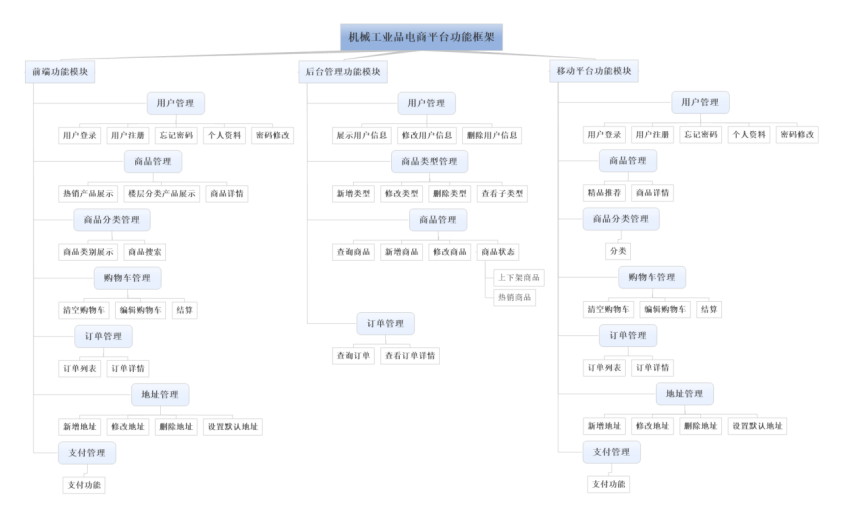 机械工业品电商平台功能框架
前端功能模块
用户管理
用户登录 用户注册 忘记密码 个人资料 密码修改
商品管理
热销产品展示 楼层分类产品展示 商品详情
商品分类管理
商品类别展示 商品搜索
购物车管理
清空购物车 编辑购物车 结算
订单管理
订单列表 订单详情
地址管理
新增地址 修改地址 删除地址 设置默认地址
支付管理
支付功能
后台管理功能模块
用户管理
展示用户信息 修改用户信息 删除用户信息
商品类型管理
新增类型 修改类型 删除类型 查看子类型
商品管理
查询商品 新增商品 修改商品 商品状态
上下架商品
热销商品
订单管理
查询订单 查看订单详情
移动平台功能模块
用户管理
用户登录 用户注册 忘记密码 个人资料 密码修改
商品管理
精品推荐 商品详情
商品分类管理
分类
购物车管理
清空购物车 编辑购物车 结算
订单管理
订单列表 订单详情
地址管理
新增地址 修改地址 删除地址 设置默认地址
支付管理
支付功能